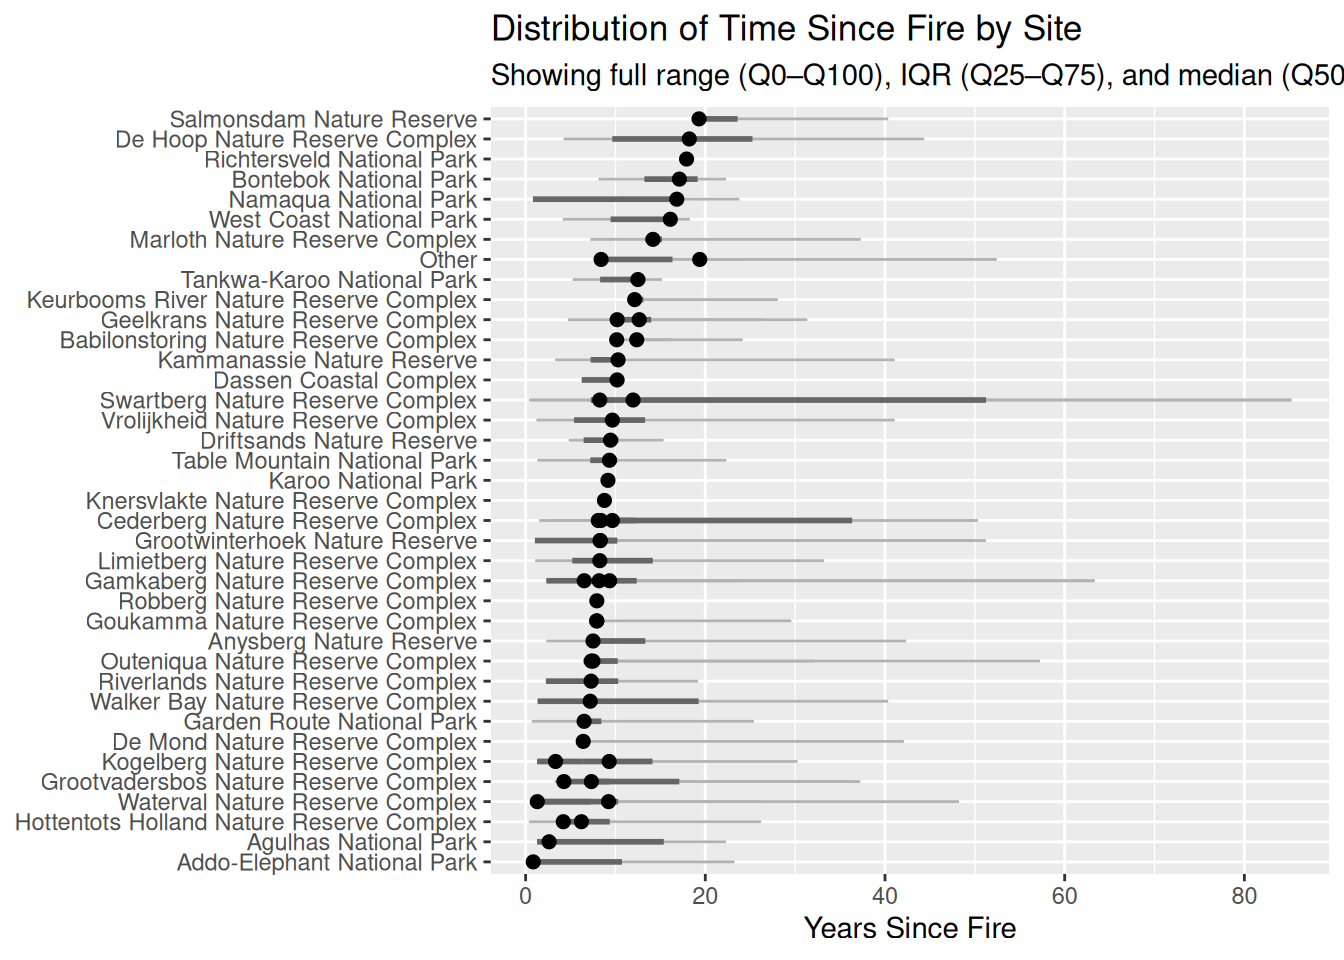 Distribution of Time Since Fire by Site
Showing full range (Q0–Q100), IQR (Q25–Q75), and median (Q50
Salmonsdam Nature Reserve
De Hoop Nature Reserve Complex
Richtersveld National Park
Bontebok National Park
Namaqua National Park
West Coast National Park
Marloth Nature Reserve Complex
Other
Tankwa-Karoo National Park
Keurbooms River Nature Reserve Complex
Geelkrans Nature Reserve Complex
Babilonstoring Nature Reserve Complex
Kammanassie Nature Reserve
Dassen Coastal Complex
Swartberg Nature Reserve Complex
Vrolijkheid Nature Reserve Complex
Driftsands Nature Reserve
Table Mountain National Park
Karoo National Park
Knersvlakte Nature Reserve Complex
Cederberg Nature Reserve Complex
Grootwinterhoek Nature Reserve
Limietberg Nature Reserve Complex
Gamkaberg Nature Reserve Complex
Robberg Nature Reserve Complex
Goukamma Nature Reserve Complex
Anysberg Nature Reserve
Outeniqua Nature Reserve Complex
Riverlands Nature Reserve Complex
Walker Bay Nature Reserve Complex
Garden Route National Park
De Mond Nature Reserve Complex
Kogelberg Nature Reserve Complex
Grootvadersbos Nature Reserve Complex
Waterval Nature Reserve Complex
Hottentots Holland Nature Reserve Complex
Agulhas National Park
Addo-Elephant National Park
0 20 40 60 80
Years Since Fire